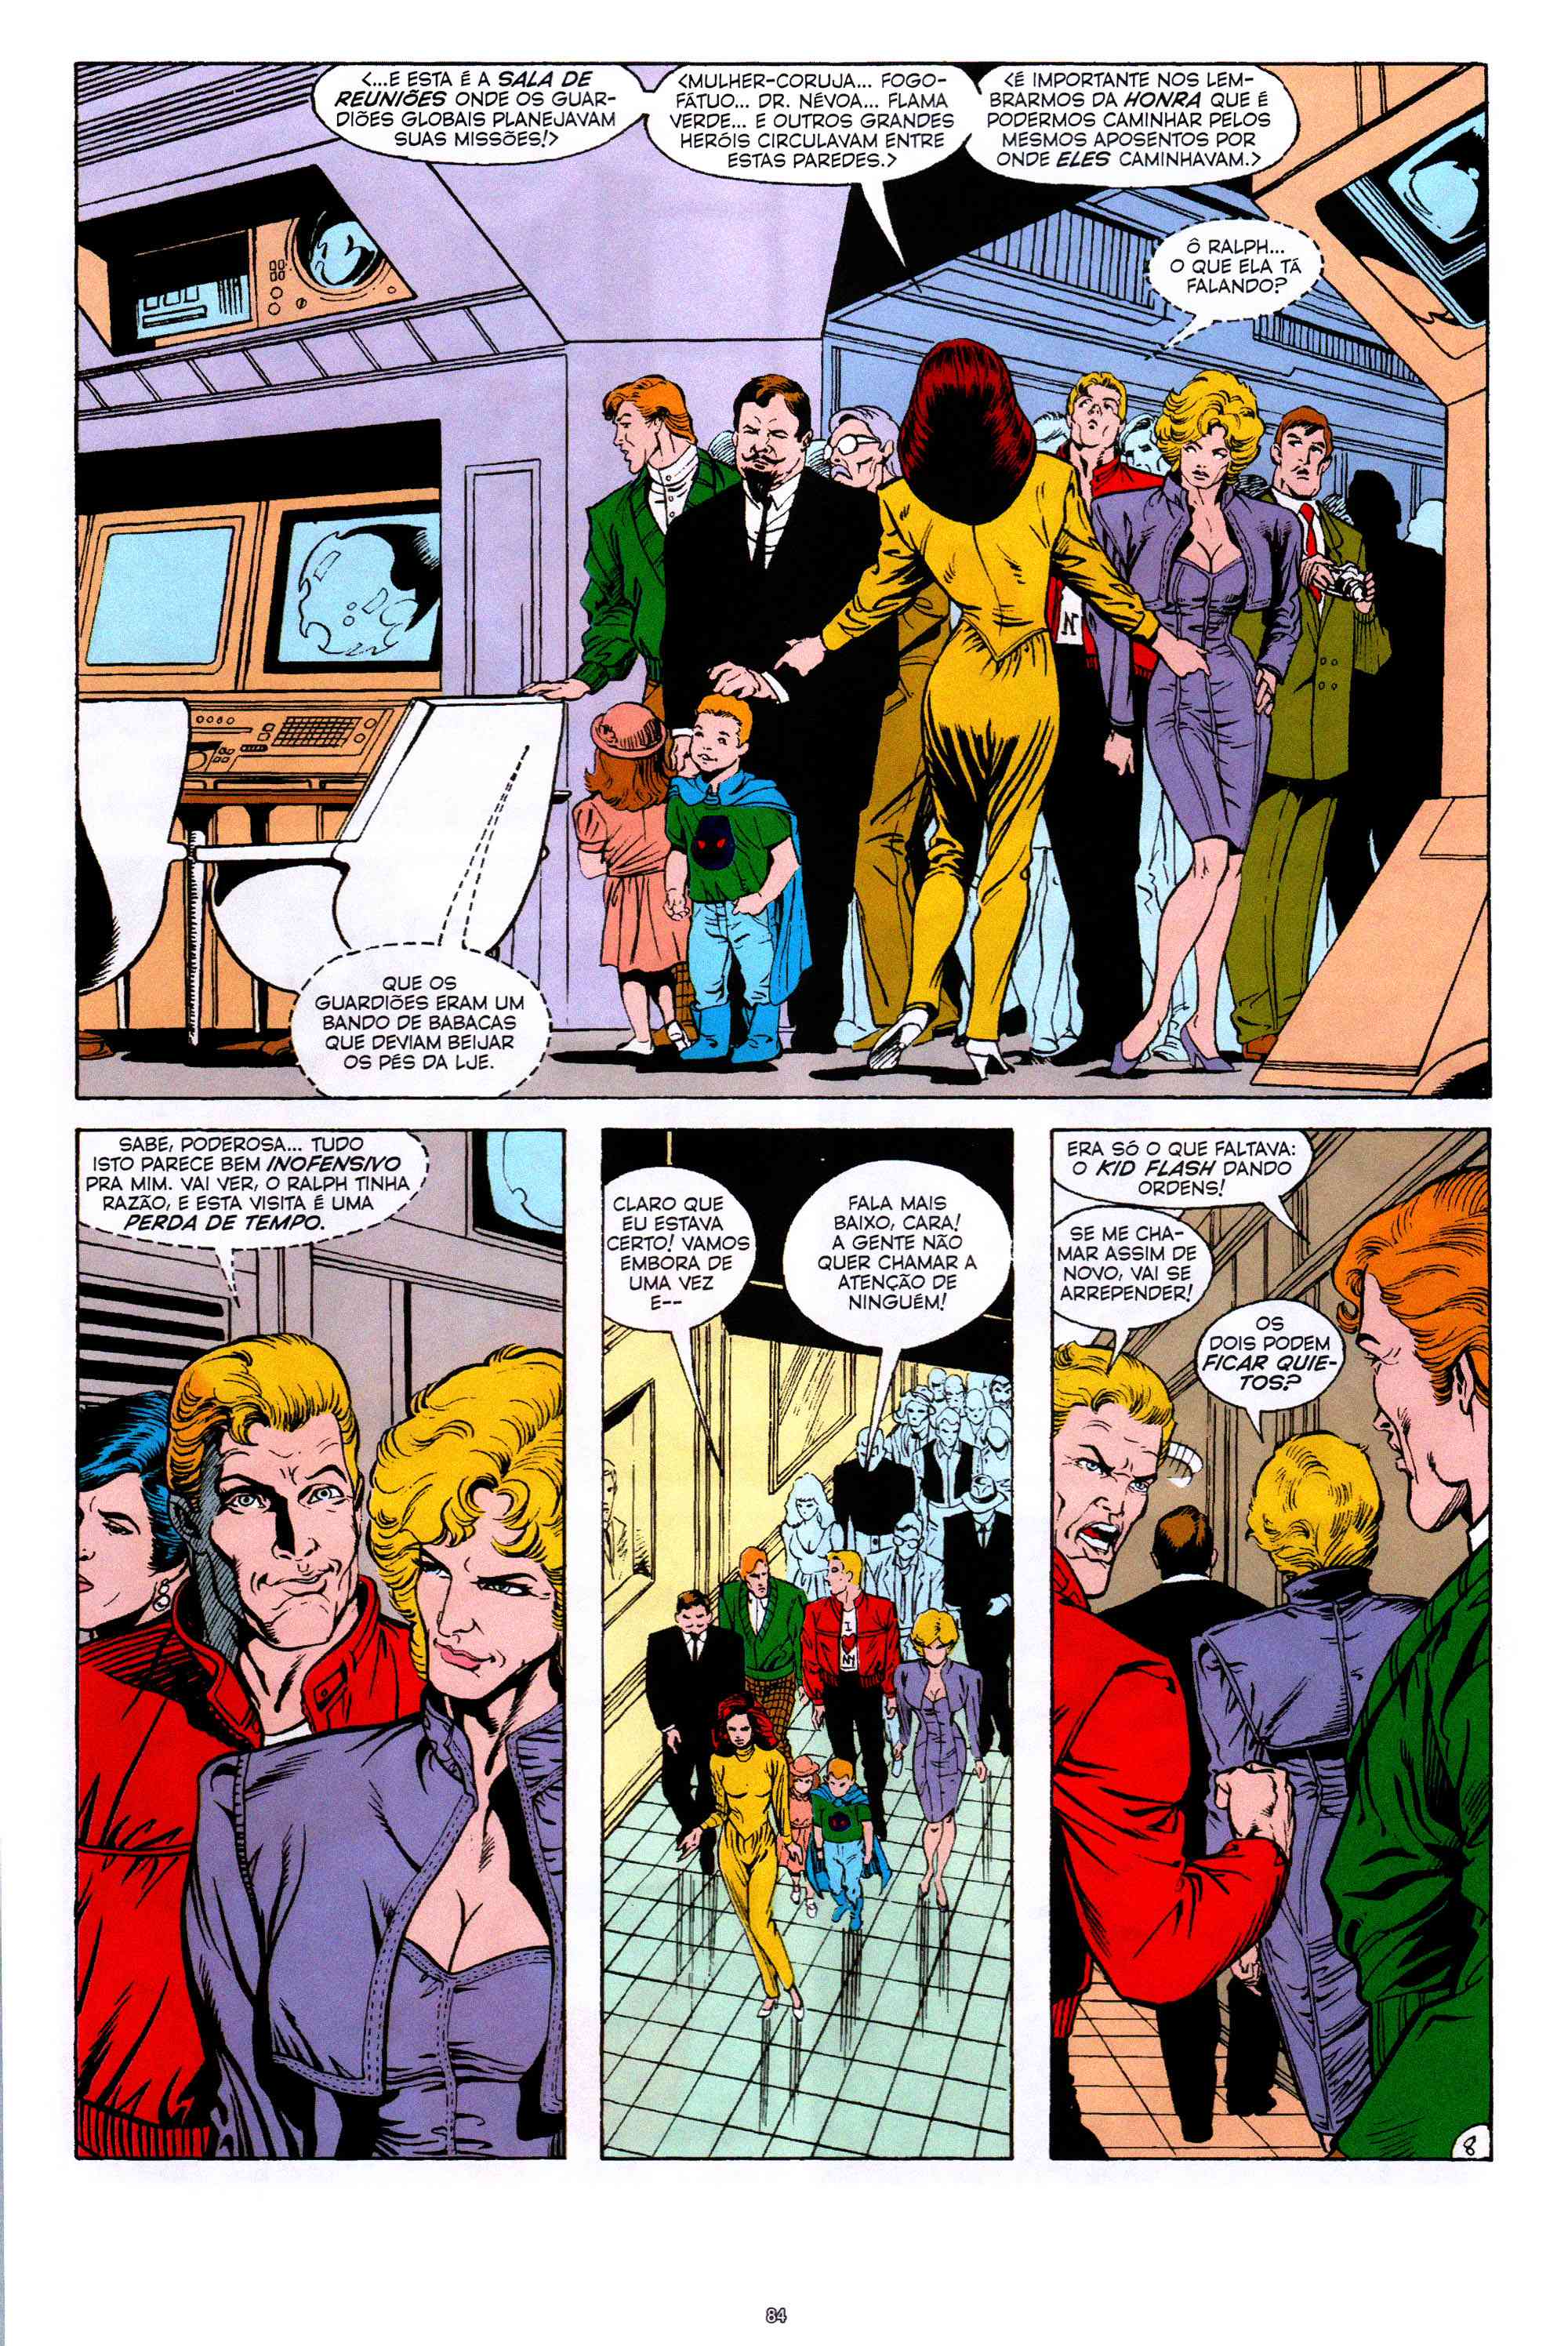 <...E ESTA É A SALA DE
REUNIÕES ONDE OS GUAR-
DIÕES GLOBAIS PLANEJAVAM
SUAS MISSÕES!>
<MULHER-CORUJA... FOGO-
FÁTUO... DR. NÉVOA... FLAMA
VERDE... E OUTROS GRANDES
HERÓIS CIRCULAVAM ENTRE
ESTAS PAREDES.>
<É IMPORTANTE NOS LEM-
BRARMOS DA HONRA QUE É
PODERMOS CAMINHAR PELOS
MESMOS APOSENTOS POR
ONDE ELES CAMINHAVAM.>
Ô RALPH...
O QUE ELA TÁ
FALANDO?
N
QUE OS
GUARDIÕES ERAM UM
BANDO DE BABACAS
QUE DEVIAM BEIJAR
OS PÉS DA LJE.
SABE, PODEROSA... TUDO
ISTO PARECE BEM INOFENSIVO
PRA MIM. VAI VER, O RALPH TINHA
RAZÃO, E ESTA VISITA É UMA
PERDA DE TEMPO.
CLARO QUE
EU ESTAVA
CERTO! VAMOS
EMBORA DE
UMA VEZ
E--
FALA MAIS
BAIXO, CARA!
A GENTE NÃO
QUER CHAMAR A
ATENÇÃO DE
NINGUÉM!
I
NY
ERA SÓ O QUE FALTAVA:
O KID FLASH DANDO
ORDENS!
SE ME CHA-
MAR ASSIM DE
NOVO, VAI SE
ARREPENDER!
OS
DOIS PODEM
FICAR QUIE-
TOS?
8
84